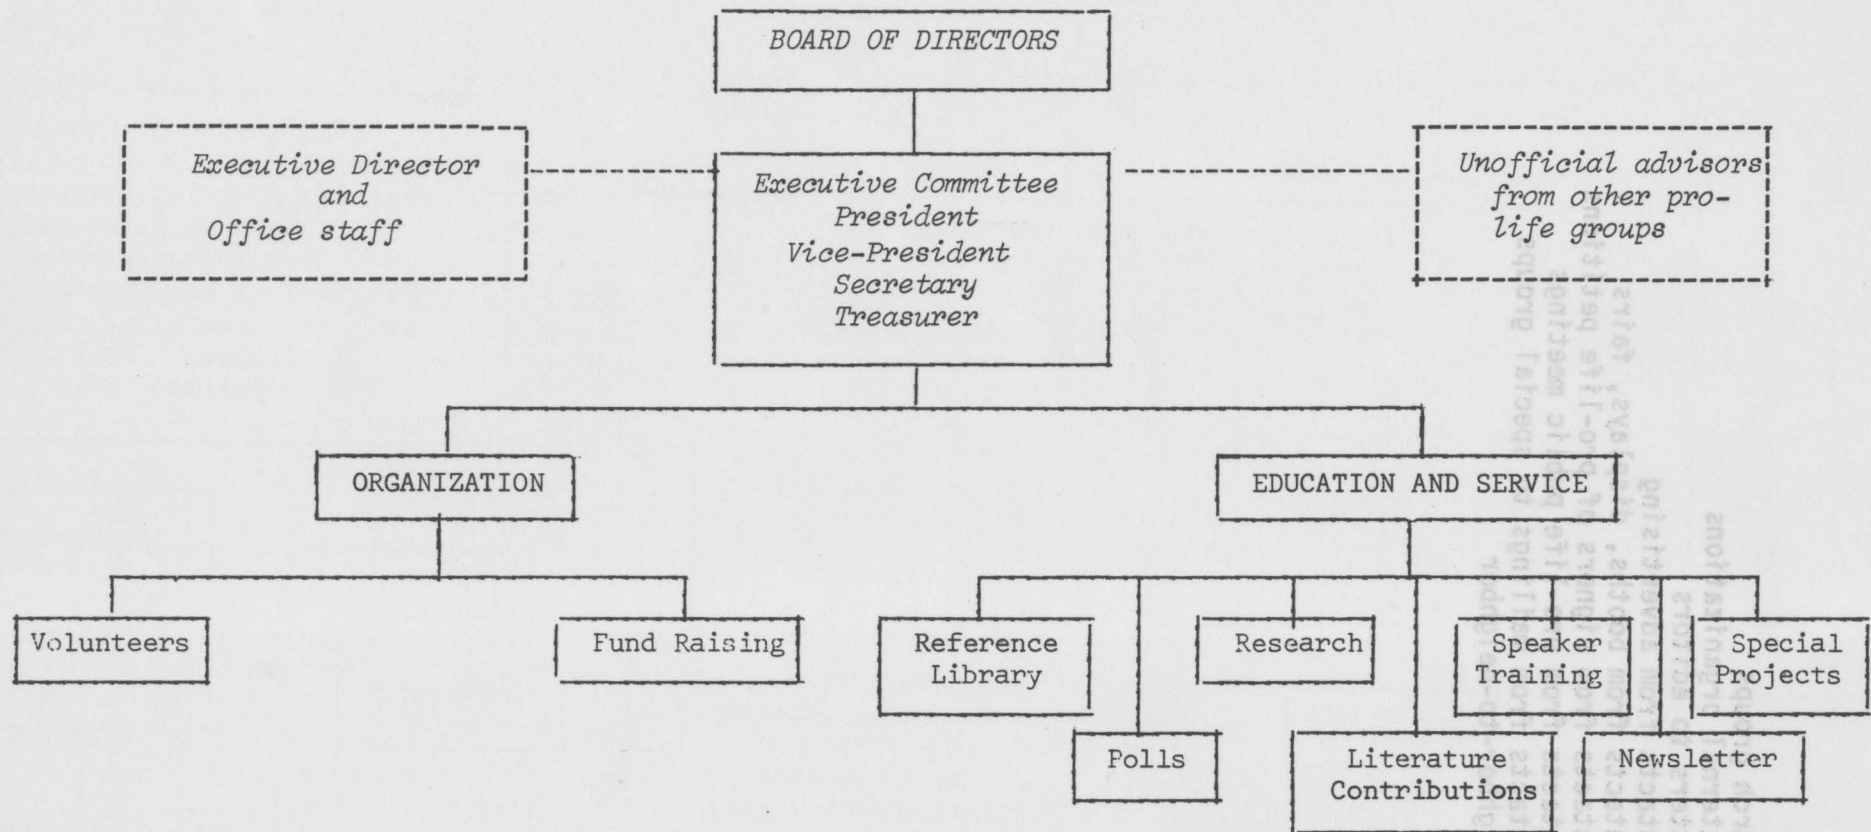 BOARD OF DIRECTORS
Executive Director
and
Office staff
Executive Committee
President
Vice-President
Secretary
Treasurer
Unofficial advisors
from other pro-
life groups
ORGANIZATION
EDUCATION AND SERVICE
Volunteers
Fund Raising
Reference
Library
Research
Speaker
Training
Special
Projects
Polls
Literature
Contributions
Newsletter